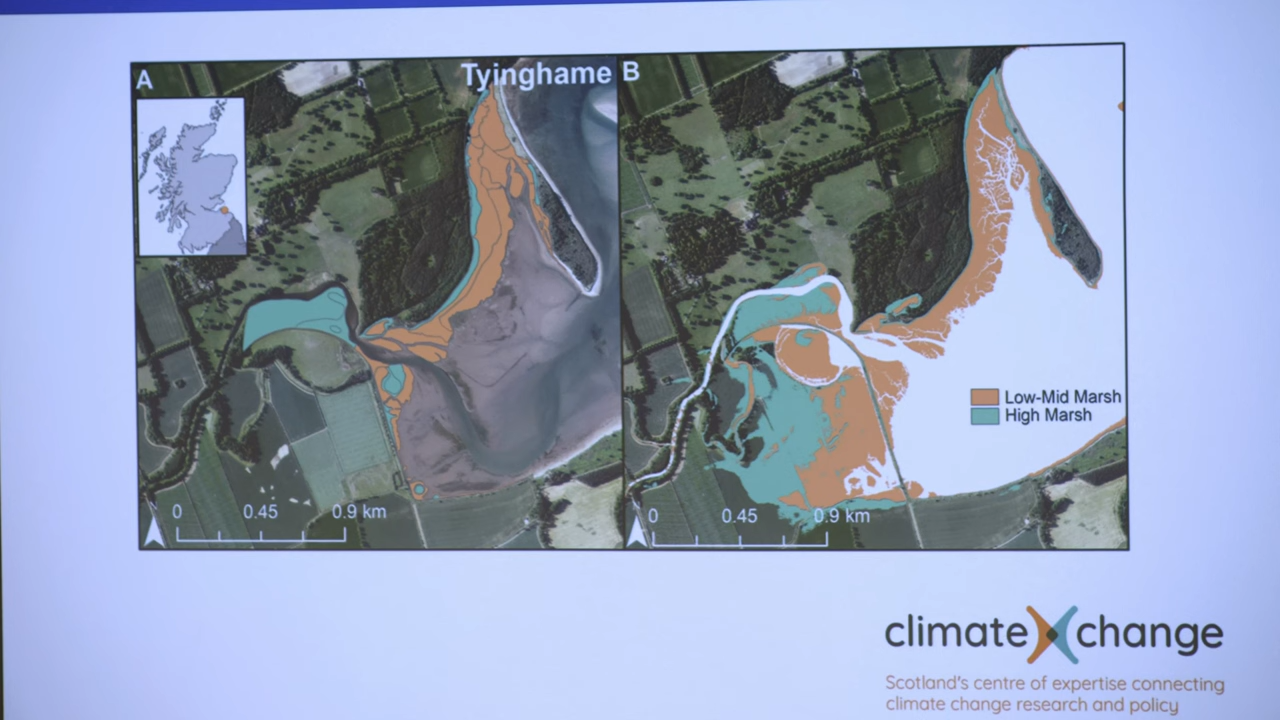 A
Tyinghame
B
Low-Mid Marsh
High Marsh
0 0.45 0.9 km
0 0.45 0.9 km
climate change
Scotland's centre of expertise connecting
climate change research and policy